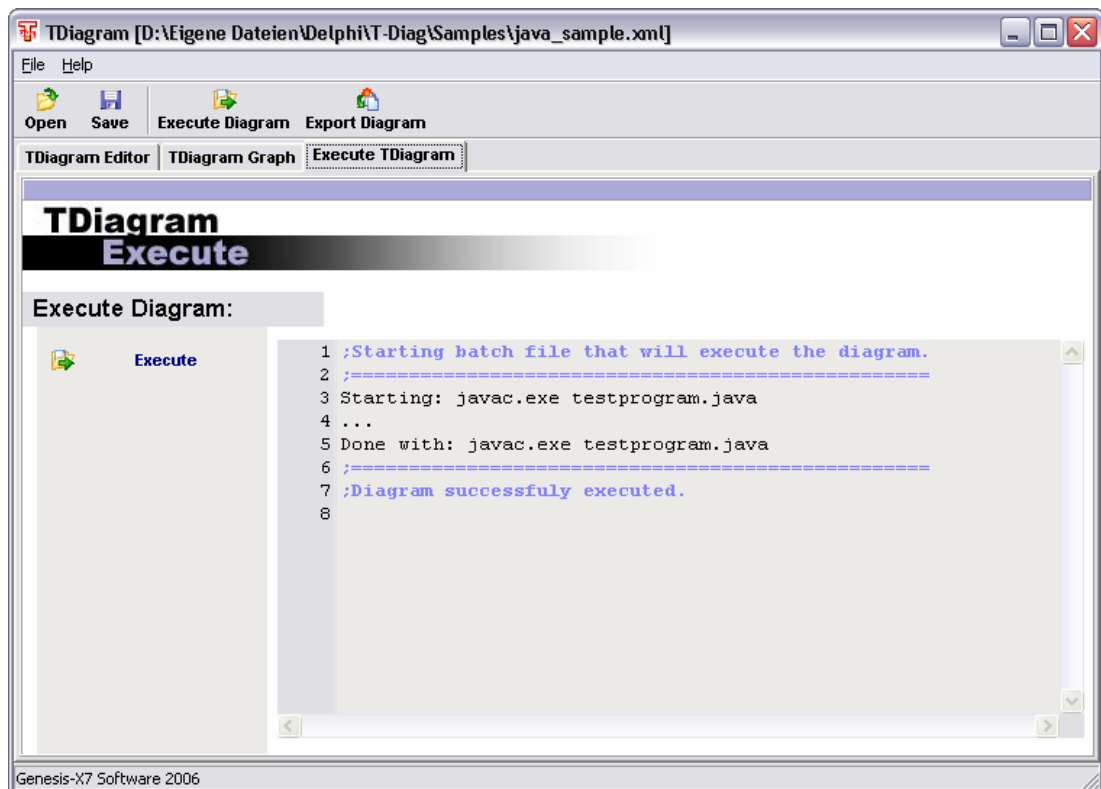 TDiagram [D:\Eigene Dateien\Delphi\T-Diag\Samples\java_sample.xml]
File Help
Open Save Execute Diagram Export Diagram
TDiagram Editor TDiagram Graph Execute TDiagram
TDiagram
Execute
Execute Diagram:
Execute
1 ;Starting batch file that will execute the diagram.
2 ;==================================================
3 Starting: javac.exe testprogram.java
4 ...
5 Done with: javac.exe testprogram.java
6 ;==================================================
7 ;Diagram successfuly executed.
8
Genesis-X7 Software 2006